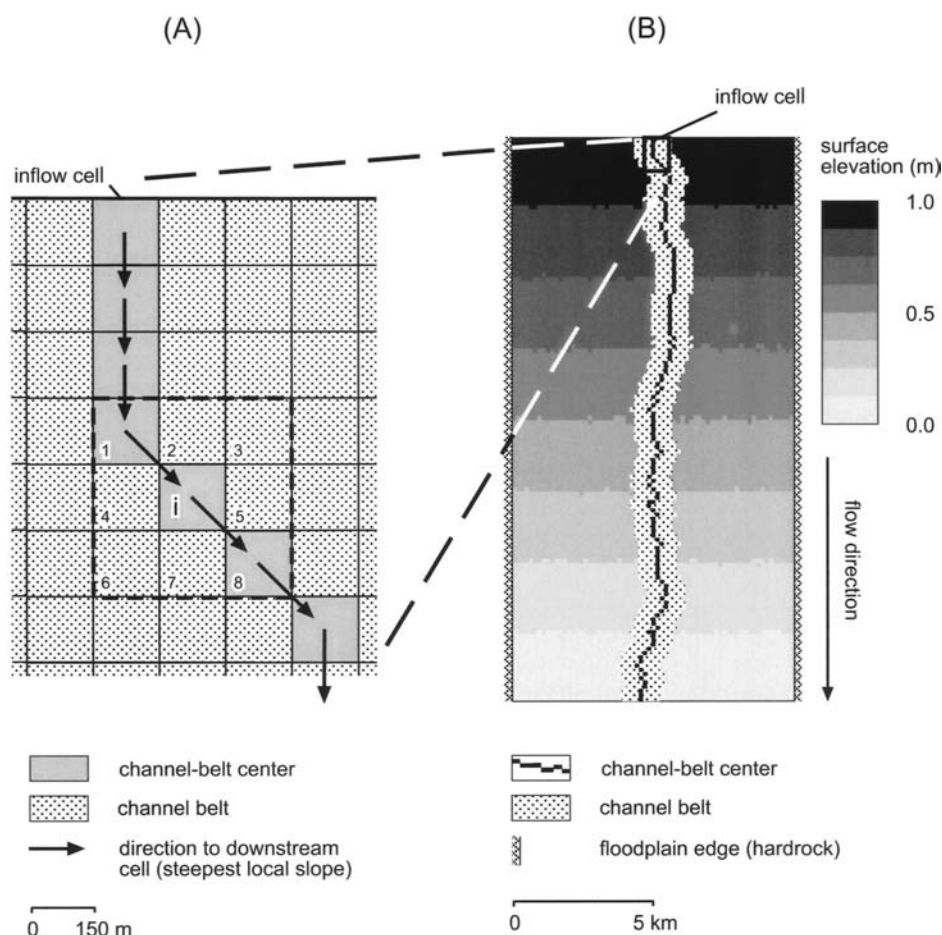 (A)
(B)
inflow cell
inflow cell
surface
elevation (m)
1.0
0.5
0.0
1
2
3
4
i
5
6
7
8
flow direction
channel-belt center
channel belt
direction to downstream
cell (steepest local slope)
0 150 m
channel-belt center
channel belt
floodplain edge (hardrock)
0 5 km